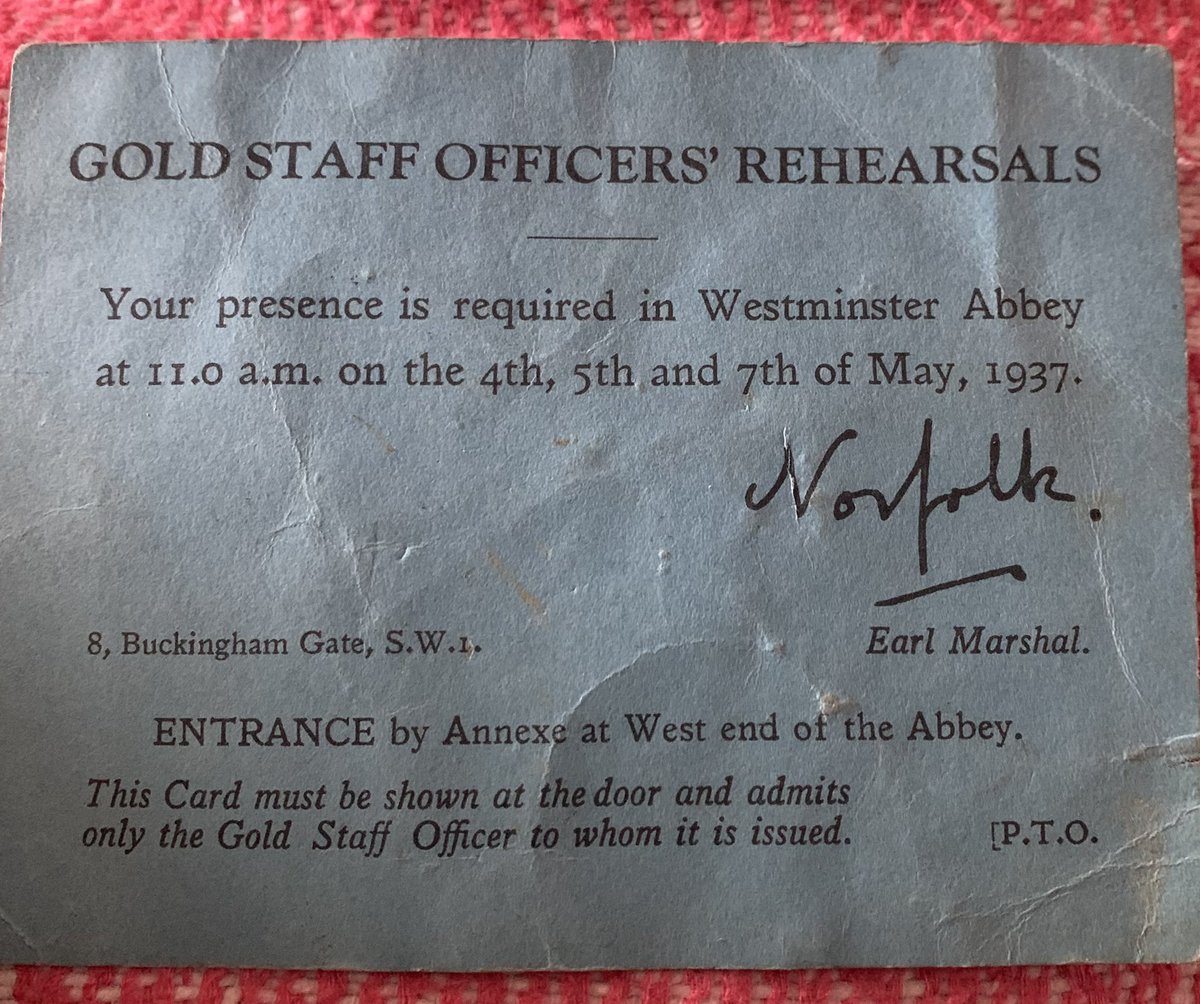 GOLD STAFF OFFICERS’ REHEARSALS
Your presence is required in Westminster Abbey
at 11.0 a.m. on the 4th, 5th and 7th of May, 1937.
Norfolk.
8, Buckingham Gate, S.W.1.
Earl Marshal.
ENTRANCE by Annexe at West end of the Abbey.
This Card must be shown at the door and admits
only the Gold Staff Officer to whom it is issued.
[P.T.O.